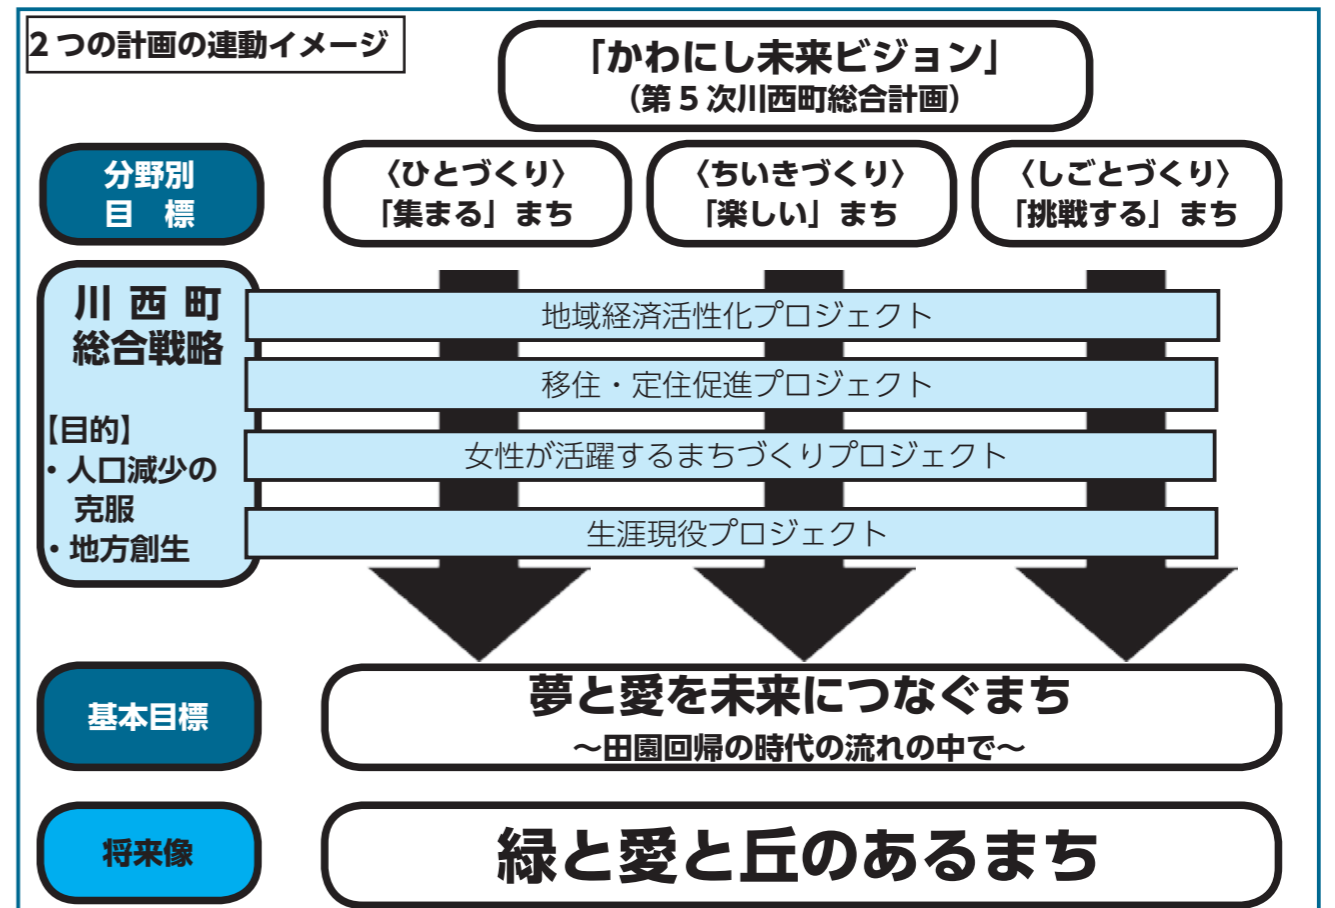 2つの計画の連動イメージ
「かわにし未来ビジョン」
(第5次川西町総合計画)
分野別
目 標
〈ひとづくり〉
「集まる」まち
〈ちいきづくり〉
「楽しい」まち
〈しごとづくり〉
「挑戦する」まち
川 西 町
総合戦略
【目的】
・人口減少の
克服
・地方創生
地域経済活性化プロジェクト
移住・定住促進プロジェクト
女性が活躍するまちづくりプロジェクト
生涯現役プロジェクト
基本目標
夢と愛を未来につなぐまち
〜田園回帰の時代の流れの中で〜
将来像
緑と愛と丘のあるまち